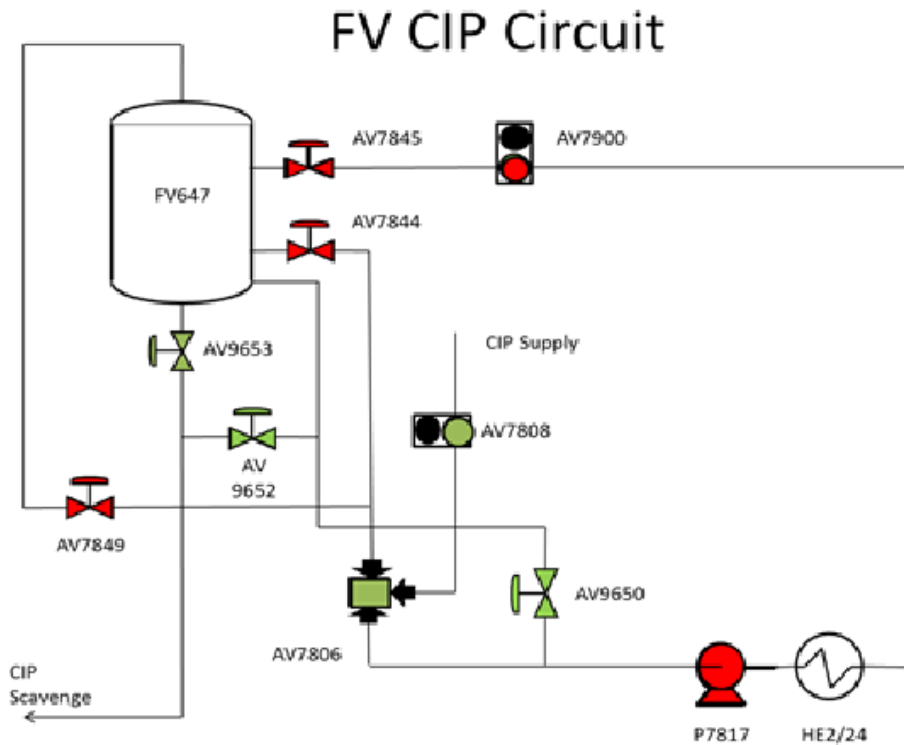 FV CIP Circuit
AV7845
AV7900
FV647
AV7844
AV9653
CIP Supply
AV7808
AV
9652
AV7849
AV9650
AV7806
CIP
Scavenge
P7817
HE2/24